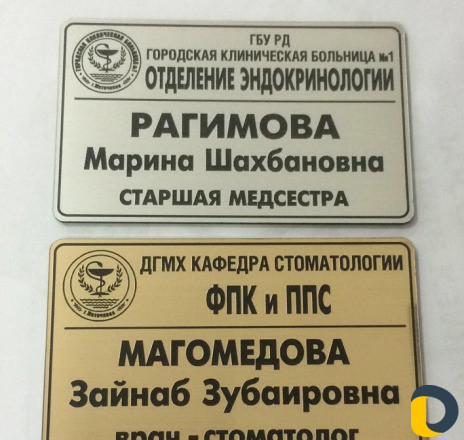 ГБУ РД
ГОРОДСКАЯ КЛИНИЧЕСКАЯ БОЛЬНИЦА №1
ОТДЕЛЕНИЕ ЭНДОКРИНОЛОГИИ
РАГИМОВА
Марина Шахбановна
СТАРШАЯ МЕДСЕСТРА
ДГМХ КАФЕДРА СТОМАТОЛОГИИ
ФПК и ППС
МАГОМЕДОВА
Зайнаб Зубаировна
врач - стоматолог